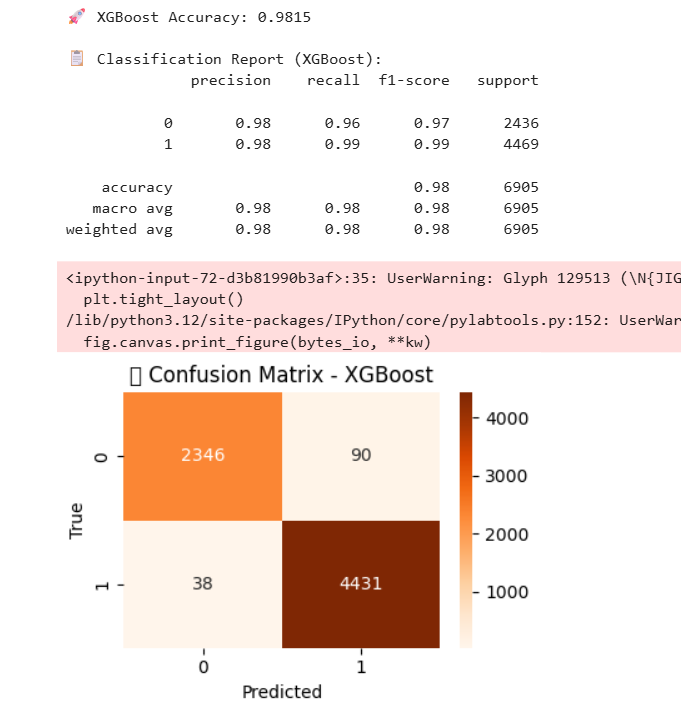 🚀 XGBoost Accuracy: 0.9815
📋 Classification Report (XGBoost):
precision recall f1-score support
0 0.98 0.96 0.97 2436
1 0.98 0.99 0.99 4469
accuracy 0.98 6905
macro avg 0.98 0.98 0.98 6905
weighted avg 0.98 0.98 0.98 6905
<ipython-input-72-d3b81990b3af>:35: UserWarning: Glyph 129513 (\N{JIG
plt.tight_layout()
/lib/python3.12/site-packages/IPython/core/pylabtools.py:152: UserWar
fig.canvas.print_figure(bytes_io, **kw)
▯ Confusion Matrix - XGBoost
2346 90
38 4431
0
1
True
0 1
Predicted
4000
3000
2000
1000